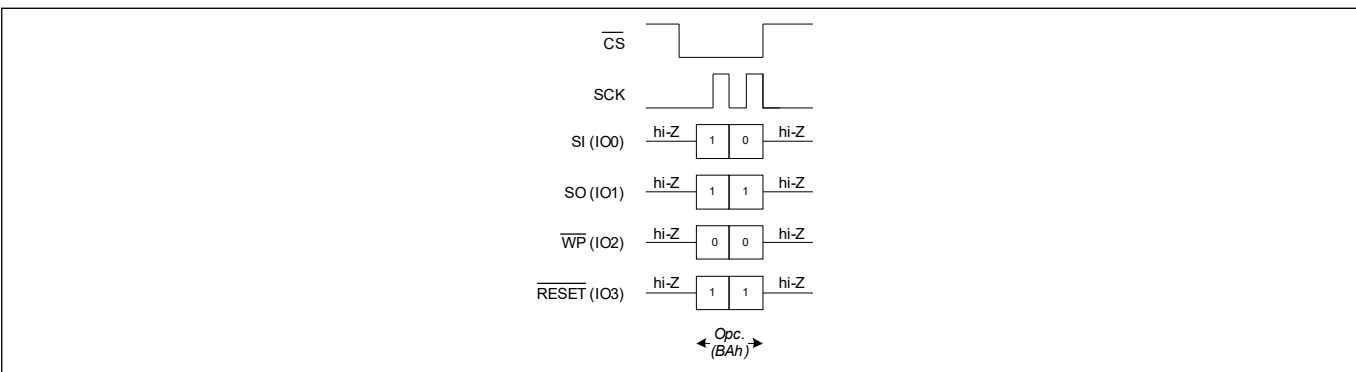 CS
SCK
SI (IO0) hi-Z 1 0 hi-Z
SO (IO1) hi-Z 1 1 hi-Z
WP (IO2) hi-Z 0 0 hi-Z
RESET (IO3) hi-Z 1 1 hi-Z
Opc.
(BAh)